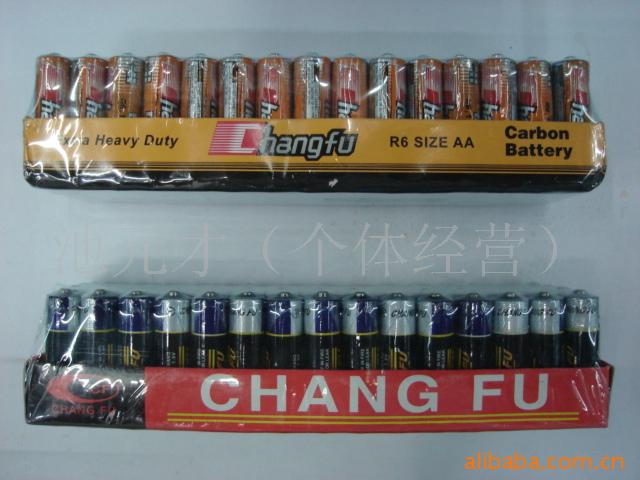 Extra Heavy Duty
Changfu
R6 SIZE AA
Carbon
Battery
池元才（个体经营）
CHANG FU
CHANG FU
alibaba.com.cn